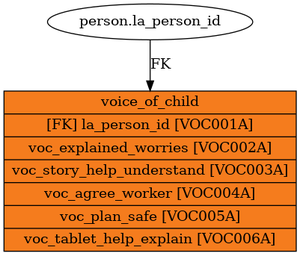 person.la_person_id
FK
voice_of_child
[FK] la_person_id [VOC001A]
voc_explained_worries [VOC002A]
voc_story_help_understand [VOC003A]
voc_agree_worker [VOC004A]
voc_plan_safe [VOC005A]
voc_tablet_help_explain [VOC006A]